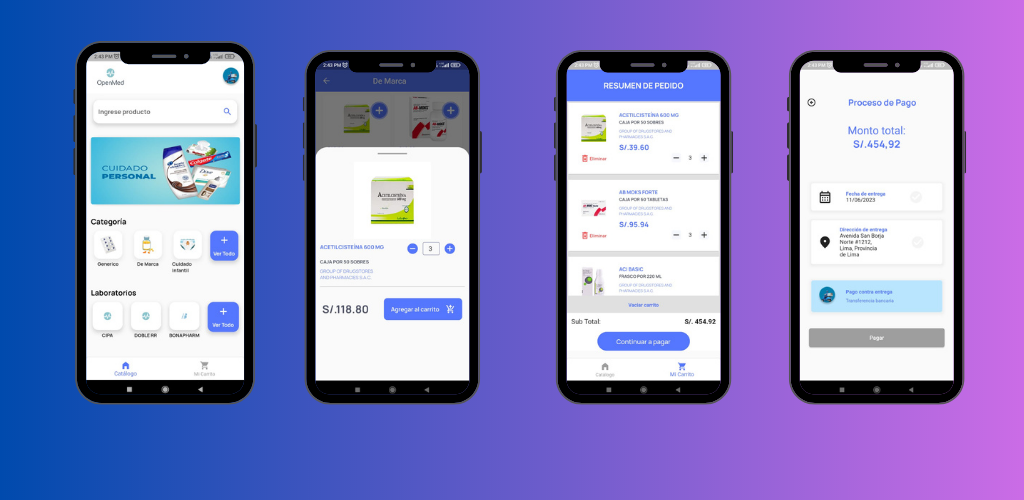 2:43 PM
OpenMed
Ingrese producto
CUIDADO
PERSONAL
Categoría
Generico
De Marca
Cuidado
Infantil
Ver Todo
Laboratorios
CIPA
DOBLE RR
BONAPHARM
Ver Todo
Catálogo
Mi Carrito
2:43 PM
De Marca
ACETILCISTEÍNA
ACETILCISTEÍNA 600 MG
3
CAJA POR 50 SOBRES
GROUP OF DRUGSTORES
AND PHARMACIES S.A.C.
S/.118.80
Agregar al carrito
2:43 PM
RESUMEN DE PEDIDO
ACETILCISTEÍNA 600 MG
CAJA POR 50 SOBRES
GROUP OF DRUGSTORES AND
PHARMACIES S.A.C.
S/.39.60
Eliminar
3
AB MOKS FORTE
CAJA POR 60 TABLETAS
GROUP OF DRUGSTORES AND
PHARMACIES S.A.C.
S/.95.94
Eliminar
3
ACI BASIC
FRASCO POR 220 ML
GROUP OF DRUGSTORES AND
PHARMACIES S.A.C.
Vaciar carrito
Sub Total:
S/. 454.92
Continuar a pagar
Catálogo
Mi Carrito
2:43 PM
Proceso de Pago
Monto total:
S/.454,92
Fecha de entrega
11/06/2023
Dirección de entrega
Avenida San Borja
Norte #1212,
Lima, Provincia
de Lima
Pago contra entrega
Transferencia bancaria
Pagar